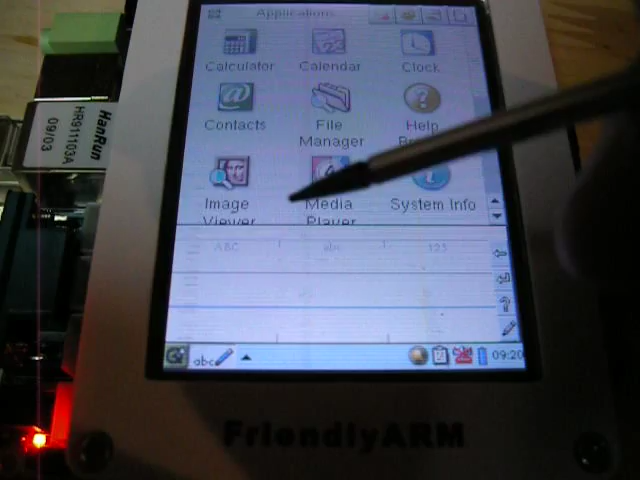 Applications
Calculator Calendar Clock
Contacts File Manager Help
Image Viewer Media Player System Info
ABC abc 123
abc 09:20
FriendlyARM
HanRun
HR911103A
09/03